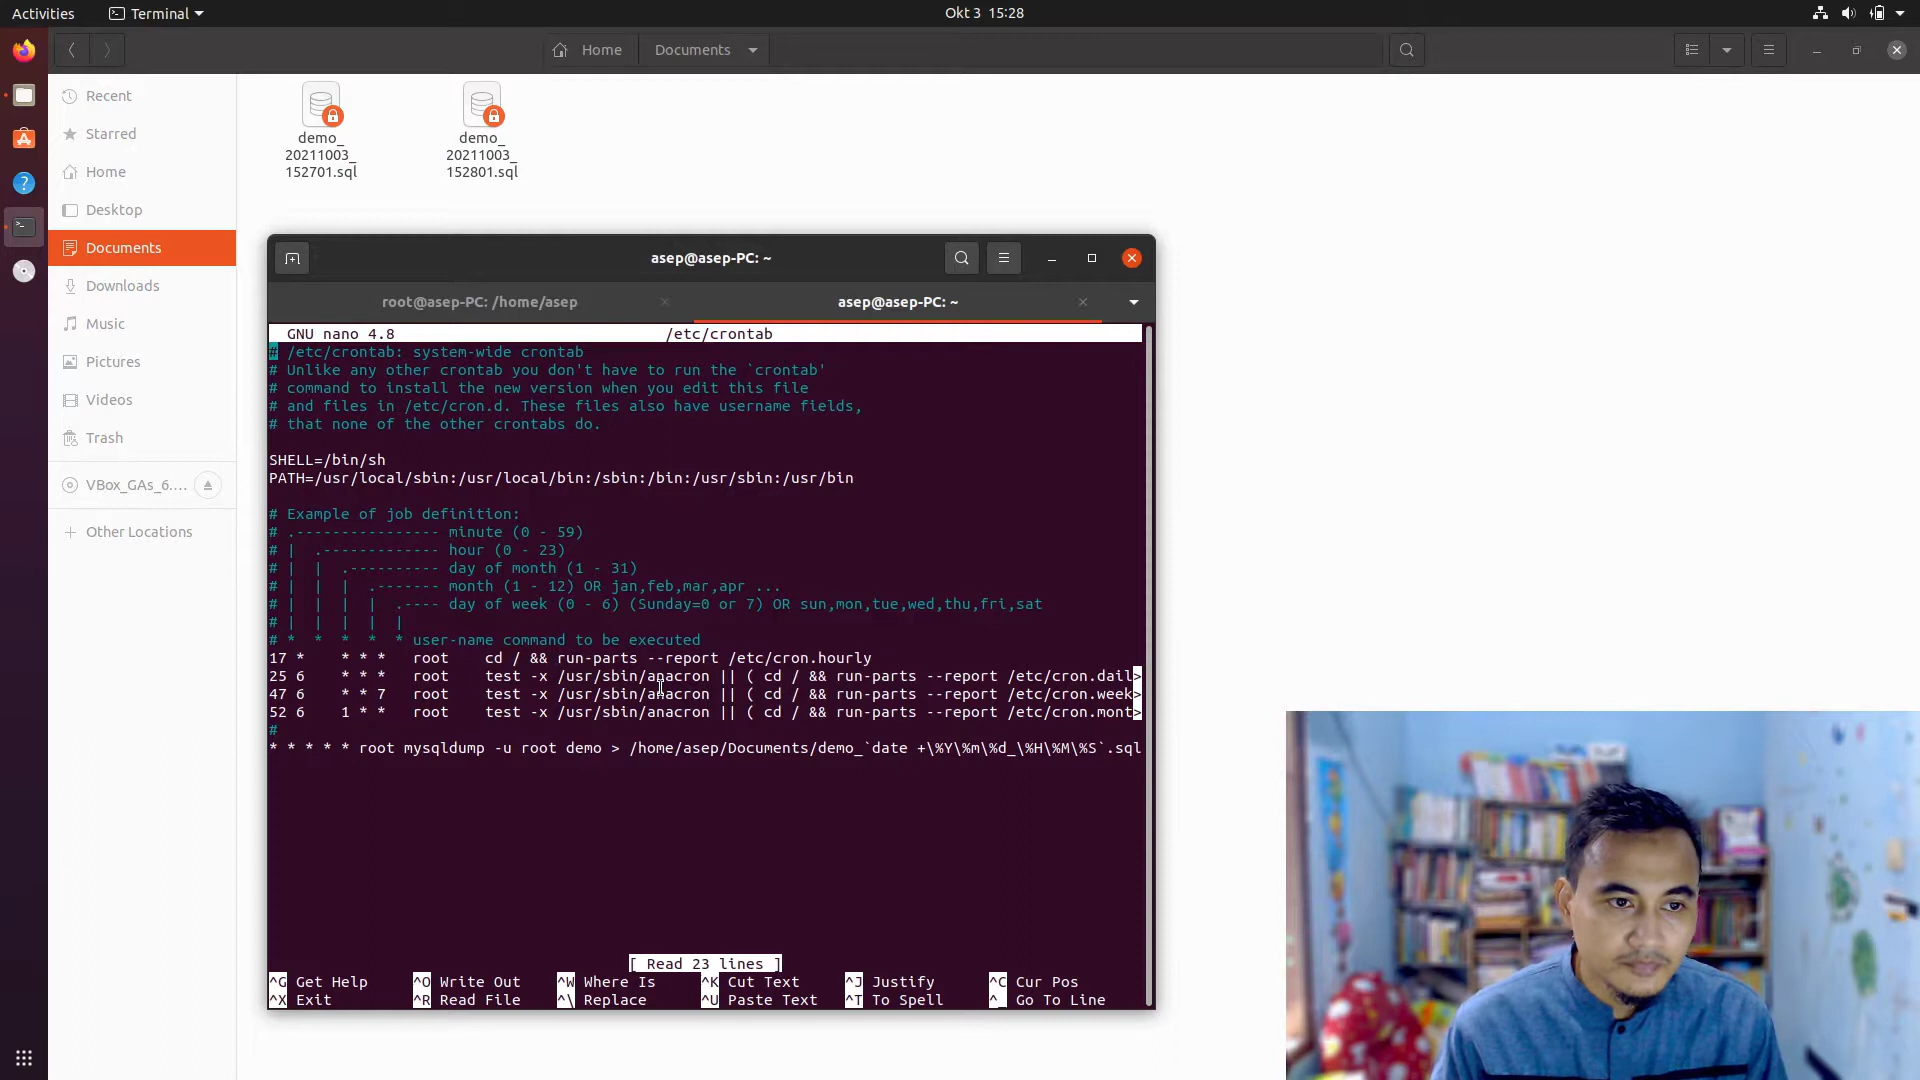 Activities
Terminal
Okt 3 15:28
Home
Documents
Recent
Starred
Home
Desktop
Documents
Downloads
Music
Pictures
Videos
Trash
VBox_GAs_6....
+ Other Locations
demo_
20211003_
152701.sql
demo_
20211003_
152801.sql
asep@asep-PC: ~
root@asep-PC: /home/asep
asep@asep-PC: ~
GNU nano 4.8 /etc/crontab
# /etc/crontab: system-wide crontab
# Unlike any other crontab you don't have to run the `crontab'
# command to install the new version when you edit this file
# and files in /etc/cron.d. These files also have username fields,
# that none of the other crontabs do.
SHELL=/bin/sh
PATH=/usr/local/sbin:/usr/local/bin:/sbin:/bin:/usr/sbin:/usr/bin
# Example of job definition:
# .---------------- minute (0 - 59)
# | .------------- hour (0 - 23)
# | | .---------- day of month (1 - 31)
# | | | .------- month (1 - 12) OR jan,feb,mar,apr ...
# | | | | .---- day of week (0 - 6) (Sunday=0 or 7) OR sun,mon,tue,wed,thu,fri,sat
# | | | | |
# * * * * * user-name command to be executed
17 * * * * root cd / && run-parts --report /etc/cron.hourly
25 6 * * * root test -x /usr/sbin/anacron || ( cd / && run-parts --report /etc/cron.dail>
47 6 * * 7 root test -x /usr/sbin/anacron || ( cd / && run-parts --report /etc/cron.week>
52 6 1 * * root test -x /usr/sbin/anacron || ( cd / && run-parts --report /etc/cron.mont>
#
* * * * * root mysqldump -u root demo > /home/asep/Documents/demo_`date +\%Y\%m\%d_\%H\%M\%S`.sql
[ Read 23 lines ]
^G Get Help ^O Write Out ^W Where Is ^K Cut Text ^J Justify ^C Cur Pos
^X Exit ^R Read File ^\ Replace ^U Paste Text ^T To Spell ^_ Go To Line